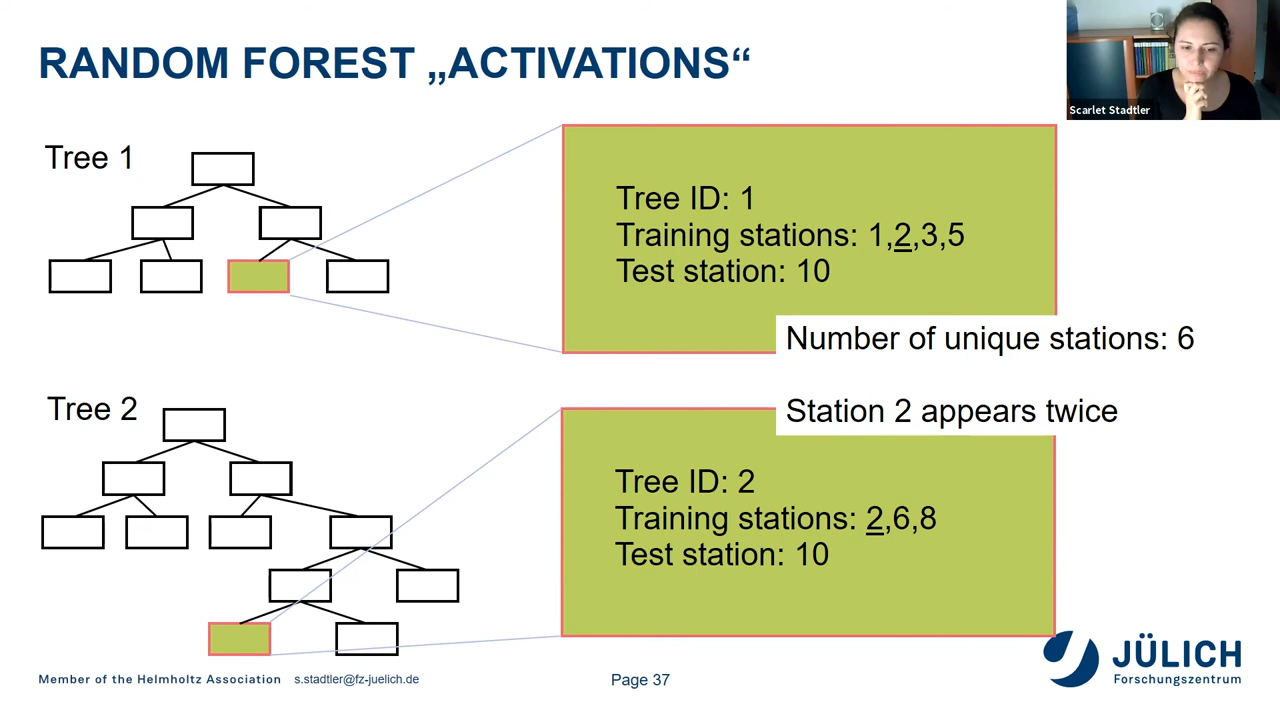 RANDOM FOREST „ACTIVATIONS“
Scarlet Stadtler
Tree 1
Tree ID: 1
Training stations: 1,2,3,5
Test station: 10
Number of unique stations: 6
Tree 2
Station 2 appears twice
Tree ID: 2
Training stations: 2,6,8
Test station: 10
JÜLICH
Forschungszentrum
Member of the Helmholtz Association
s.stadtler@fz-juelich.de
Page 37